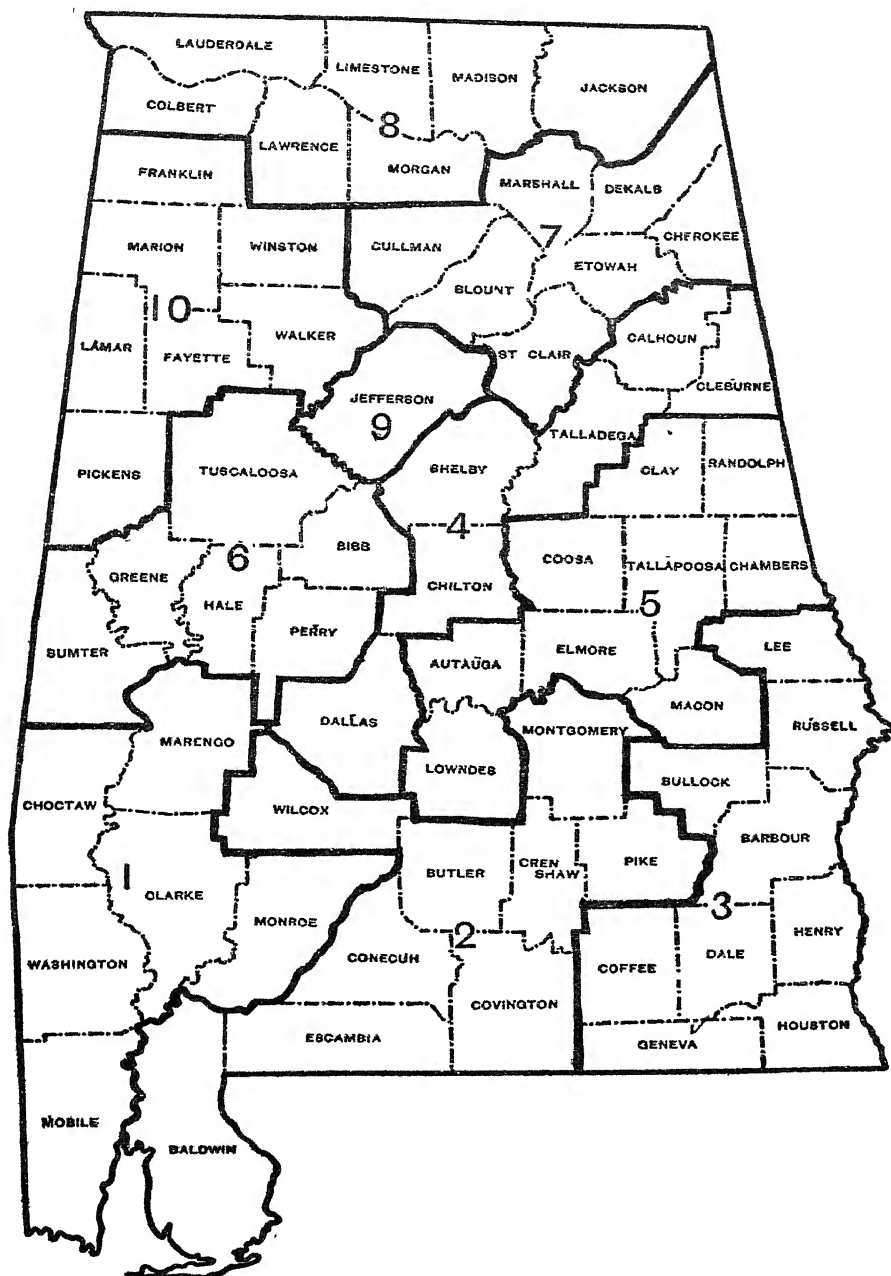 LAUDERDALE
LIMESTONE
MADISON
JACKSON
COLBERT
LAWRENCE
8
MORGAN
FRANKLIN
MARSHALL
DEKALB
MARION
WINSTON
CULLMAN
7
CHEROKEE
ETOWAH
BLOUNT
10
LAMAR
FAYETTE
WALKER
ST CLAIR
CALHOUN
CLEBURNE
JEFFERSON
9
TALLADEGA
PICKENS
TUSCALOOSA
SHELBY
CLAY
RANDOLPH
BIBB
4
6
GREENE
HALE
CHILTON
COOSA
TALLAPOOSA
CHAMBERS
5
PERRY
SUMTER
AUTAUGA
ELMORE
LEE
MACON
DALLAS
MONTGOMERY
RUSSELL
MARENGO
LOWNDES
BULLOCK
CHOCTAW
WILCOX
BARBOUR
BUTLER
CREN
SHAW
PIKE
1
CLARKE
MONROE
3
HENRY
2
CONECUH
COFFEE
DALE
WASHINGTON
COVINGTON
ESCAMBIA
GENEVA
HOUSTON
MOBILE
BALDWIN